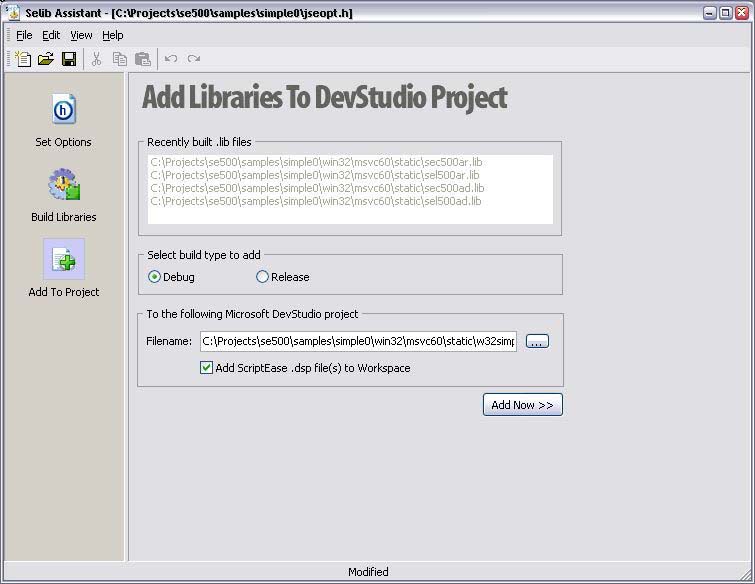 Selib Assistant - [C:\Projects\se500\samples\simple0\jseopt.h]
File Edit View Help
Add Libraries To DevStudio Project
Set Options
Build Libraries
Add To Project
Recently built .lib files
C:\Projects\se500\samples\simple0\win32\msvc60\static\sec500ar.lib
C:\Projects\se500\samples\simple0\win32\msvc60\static\sel500ar.lib
C:\Projects\se500\samples\simple0\win32\msvc60\static\sec500ad.lib
C:\Projects\se500\samples\simple0\win32\msvc60\static\sel500ad.lib
Select build type to add
Debug Release
To the following Microsoft DevStudio project
Filename: C:\Projects\se500\samples\simple0\win32\msvc60\static\w32simp ...
Add ScriptEase .dsp file(s) to Workspace
Add Now >>
Modified